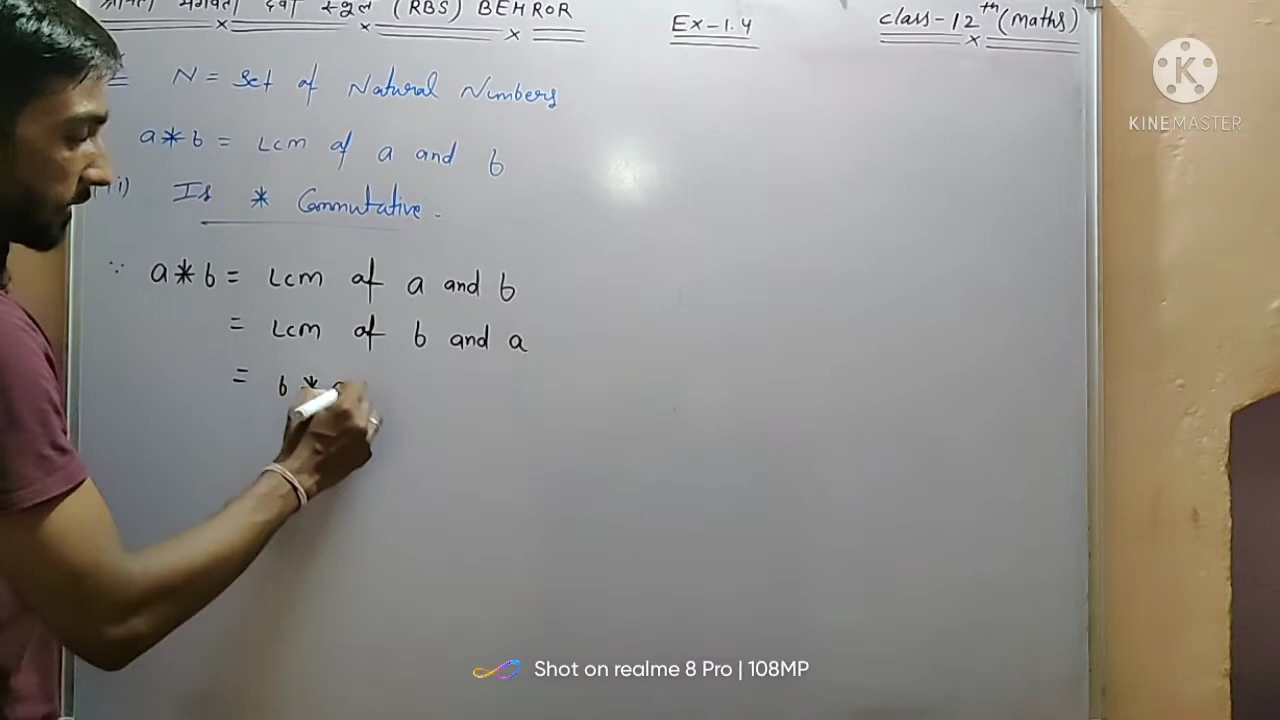 (RBS) BEHROR
Ex-1.4
class-12th (maths)
N = Set of Natural Numbers
a*b = Lcm of a and b
Is * Commutative.
∵ a*b = Lcm of a and b
= Lcm of b and a
= b *
KINEMASTER
Shot on realme 8 Pro | 108MP